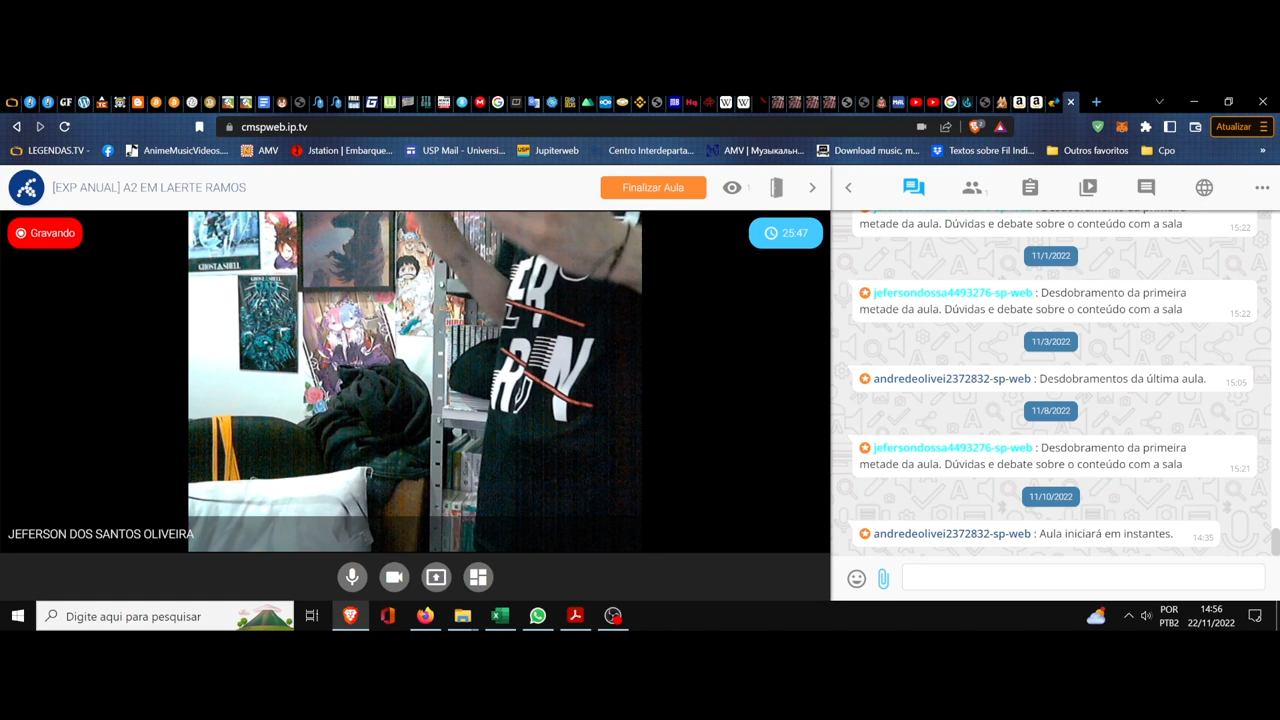 cmspweb.ip.tv
Atualizar
LEGENDAS.TV
AnimeMusicVideos...
AMV
Jstation | Embarque...
USP Mail - Universi...
Jupiterweb
Centro Interdeparta...
AMV | Музыкальн...
Download music, m...
Textos sobre Fil Indi...
Outros favoritos
Cpo
»
[EXP ANUAL] A2 EM LAERTE RAMOS
Finalizar Aula
1
1
Gravando
25:47
GHOST IN THE SHELL
JEFERSON DOS SANTOS OLIVEIRA
metade da aula. Dúvidas e debate sobre o conteúdo com a sala
15:22
11/1/2022
jefersondossa4493276-sp-web : Desdobramento da primeira
metade da aula. Dúvidas e debate sobre o conteúdo com a sala
15:22
11/3/2022
andredeolivei2372832-sp-web : Desdobramentos da última aula.
15:05
11/8/2022
jefersondossa4493276-sp-web : Desdobramento da primeira
metade da aula. Dúvidas e debate sobre o conteúdo com a sala
15:21
11/10/2022
andredeolivei2372832-sp-web : Aula iniciará em instantes.
14:35
Digite aqui para pesquisar
POR
PTB2
14:56
22/11/2022